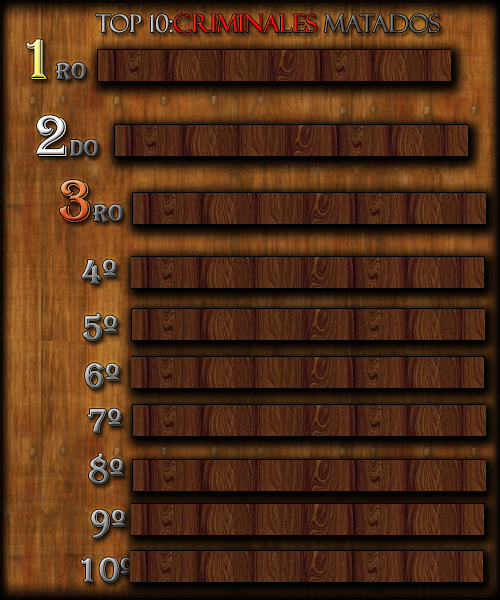 TOP 10:CRIMINALES MATADOS
1RO
2DO
3RO
4º
5º
6º
7º
8º
9º
10º